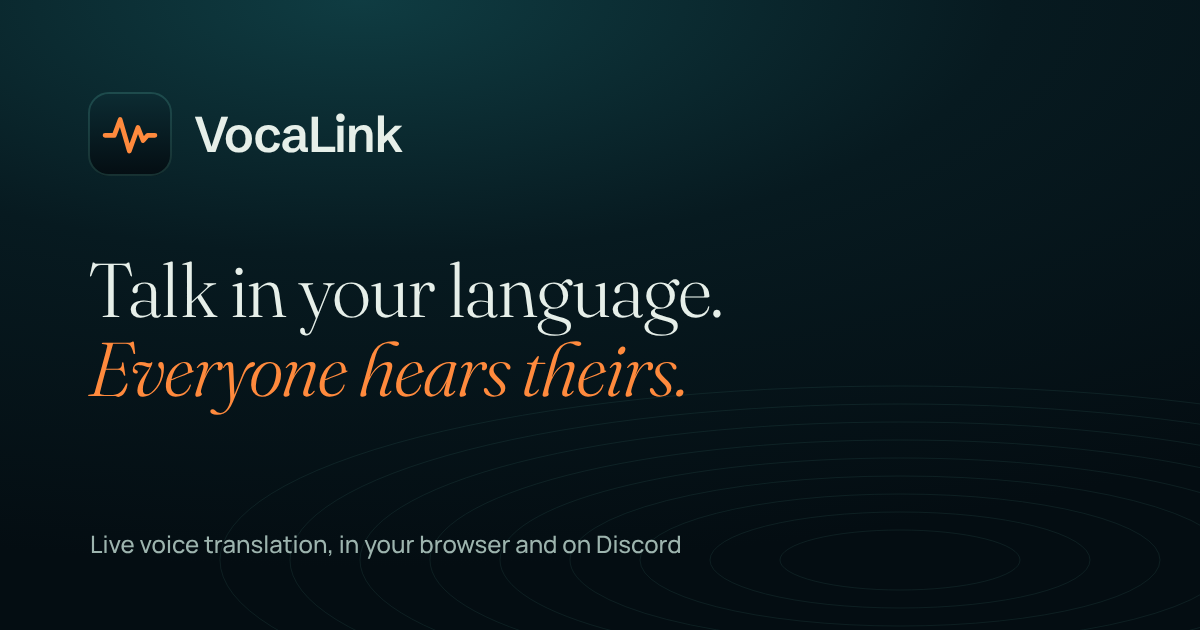 VocaLink
Talk in your language.
Everyone hears theirs.
Live voice translation, in your browser and on Discord